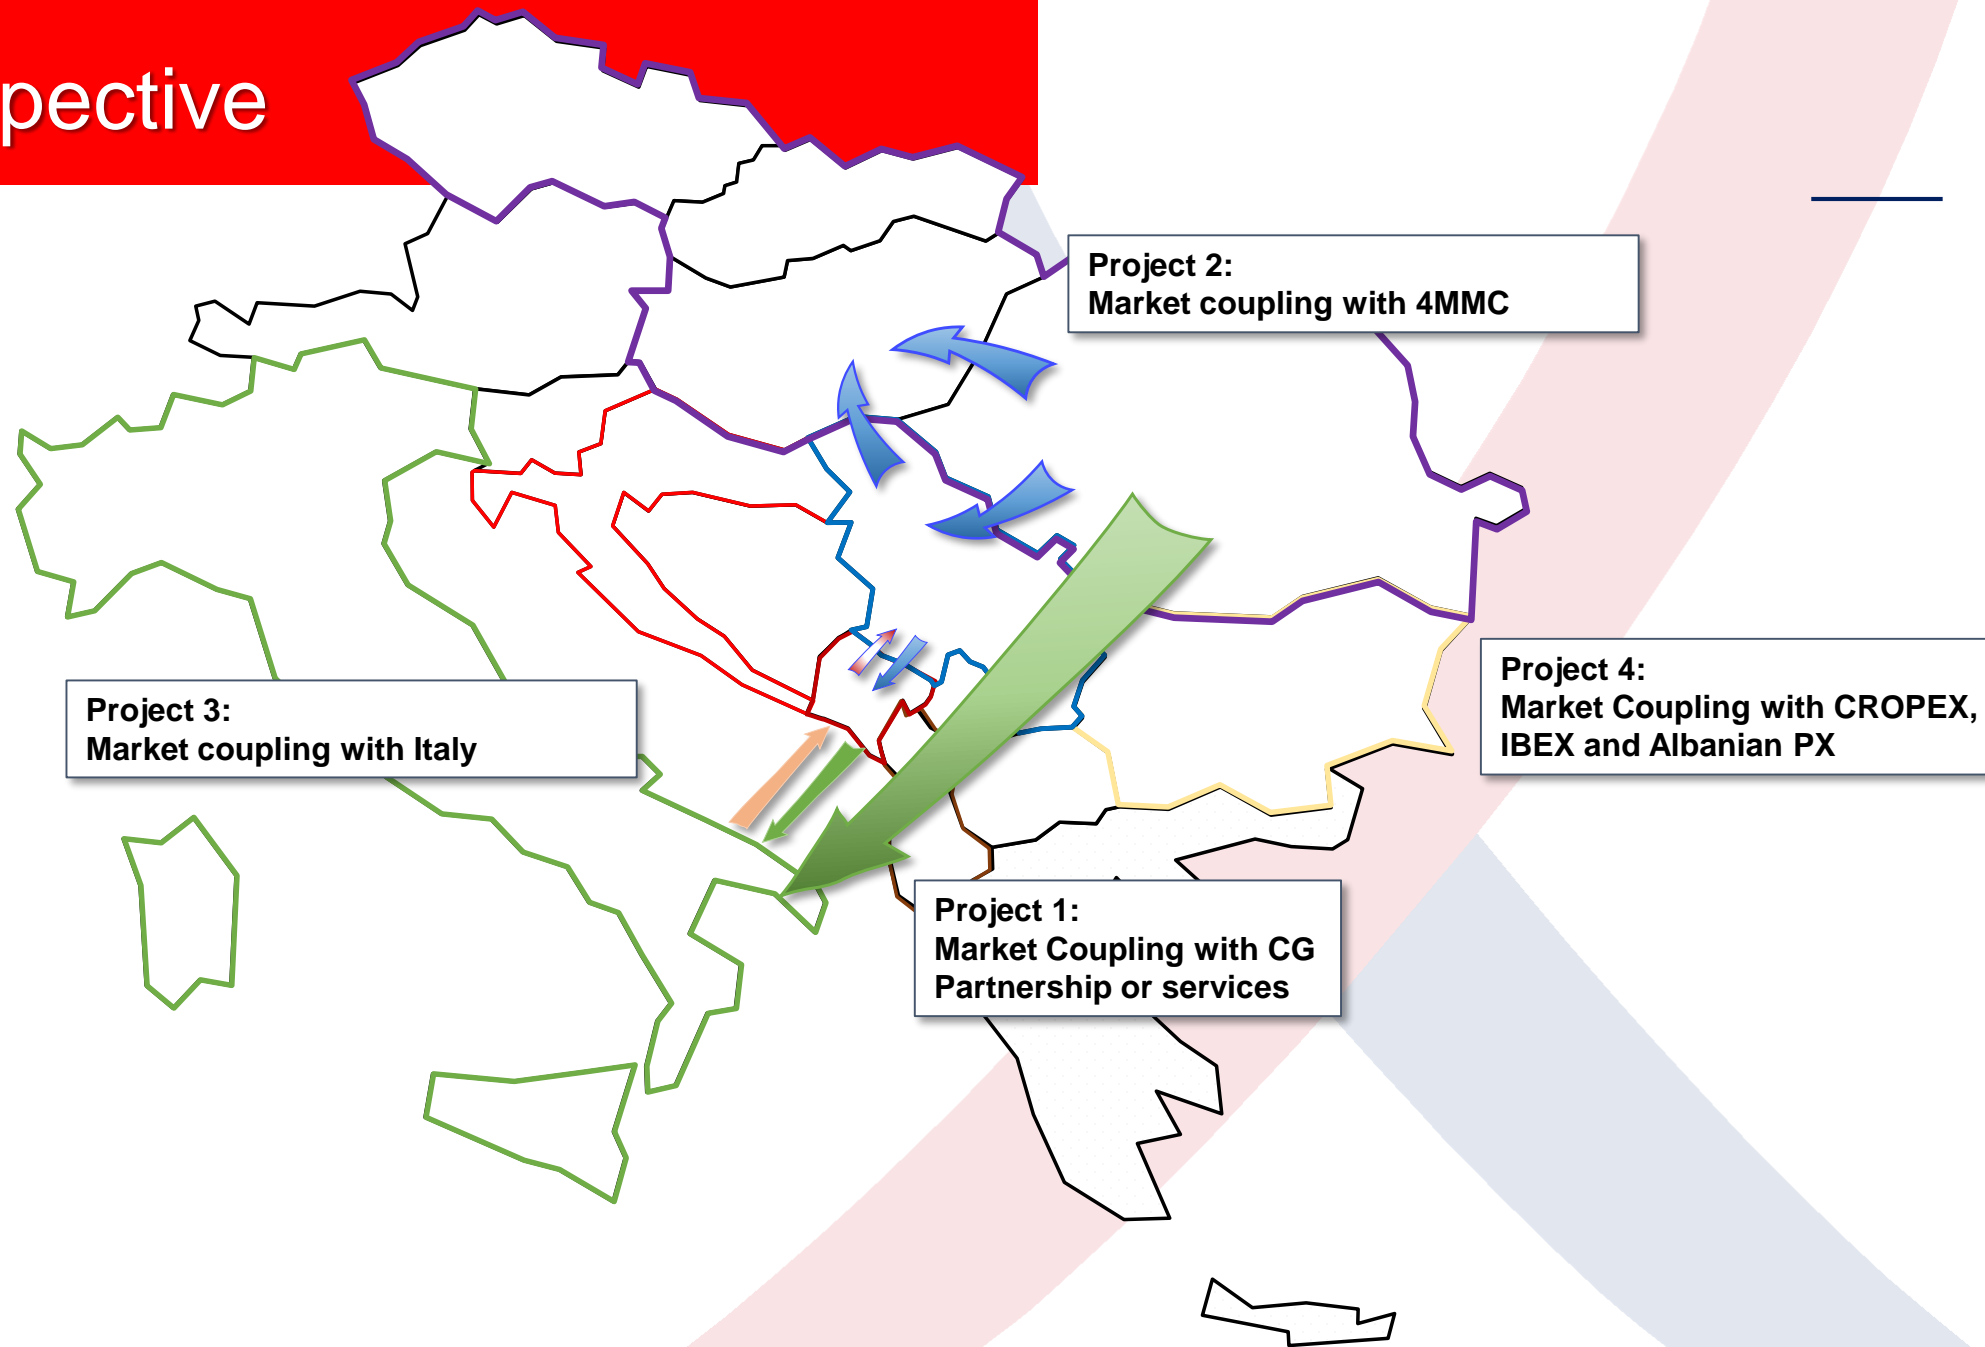 pective
Project 2:
Market coupling with 4MMC
Project 4:
Market Coupling with CROPEX,
IBEX and Albanian PX
Project 3:
Market coupling with Italy
Project 1:
Market Coupling with CG
Partnership or services